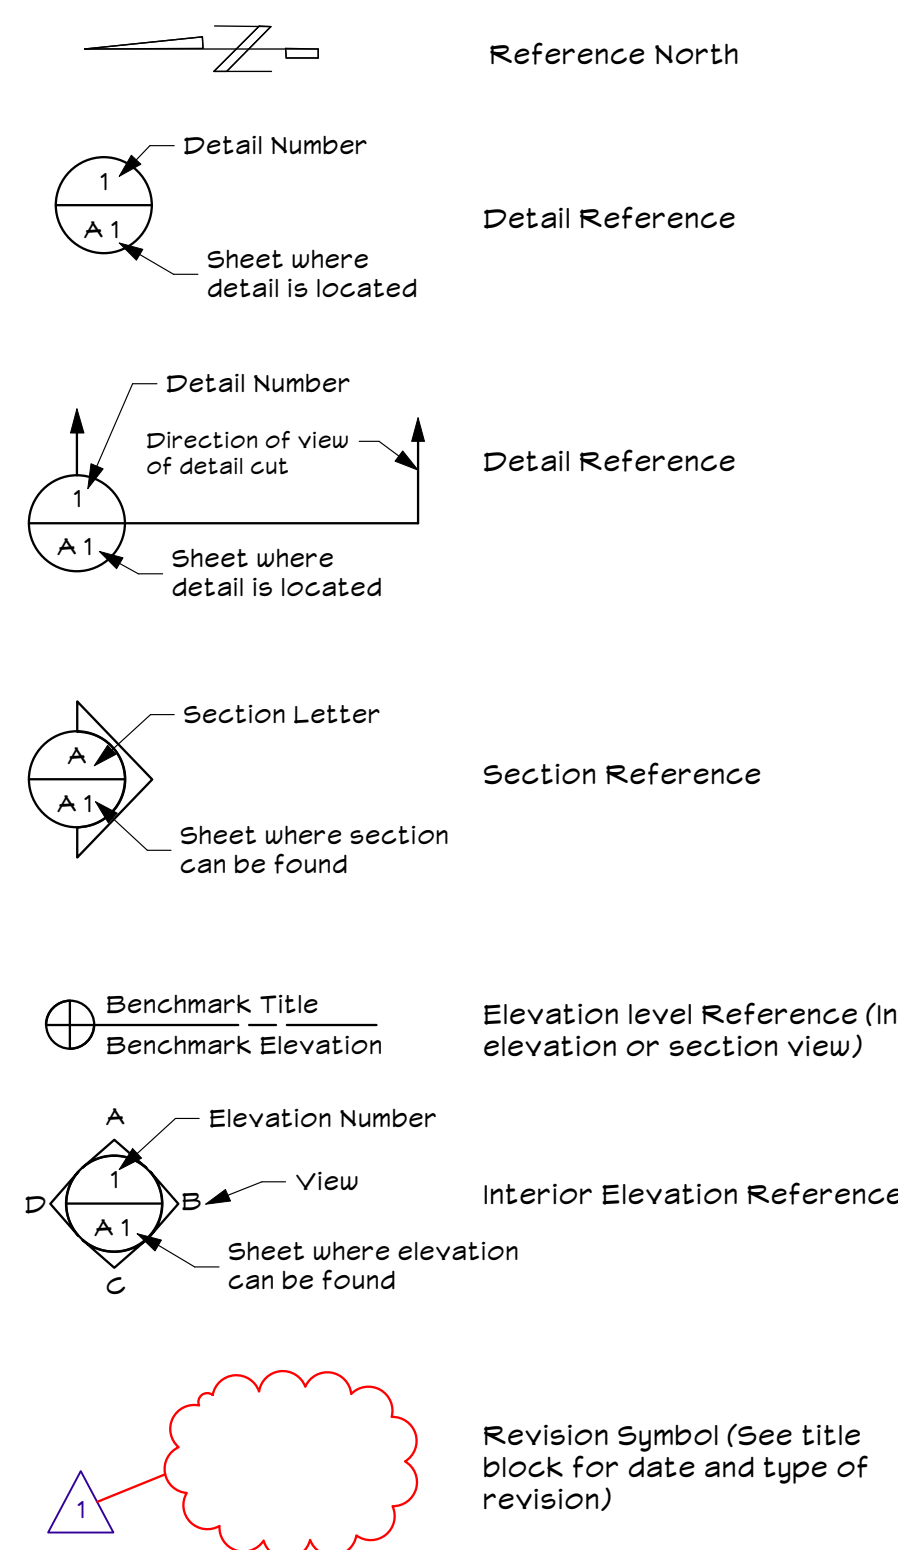 Reference North
Detail Number
1
A 1
Sheet where
detail is located
Detail Reference
Detail Number
Direction of view
of detail cut
1
A 1
Sheet where
detail is located
Detail Reference
Section Letter
A
A 1
Sheet where section
can be found
Section Reference
Benchmark Title
Benchmark Elevation
Elevation level Reference (In
elevation or section view)
A
Elevation Number
1
View
D
B
A 1
Sheet where elevation
can be found
C
Interior Elevation Reference
1
Revision Symbol (See title
block for date and type of
revision)